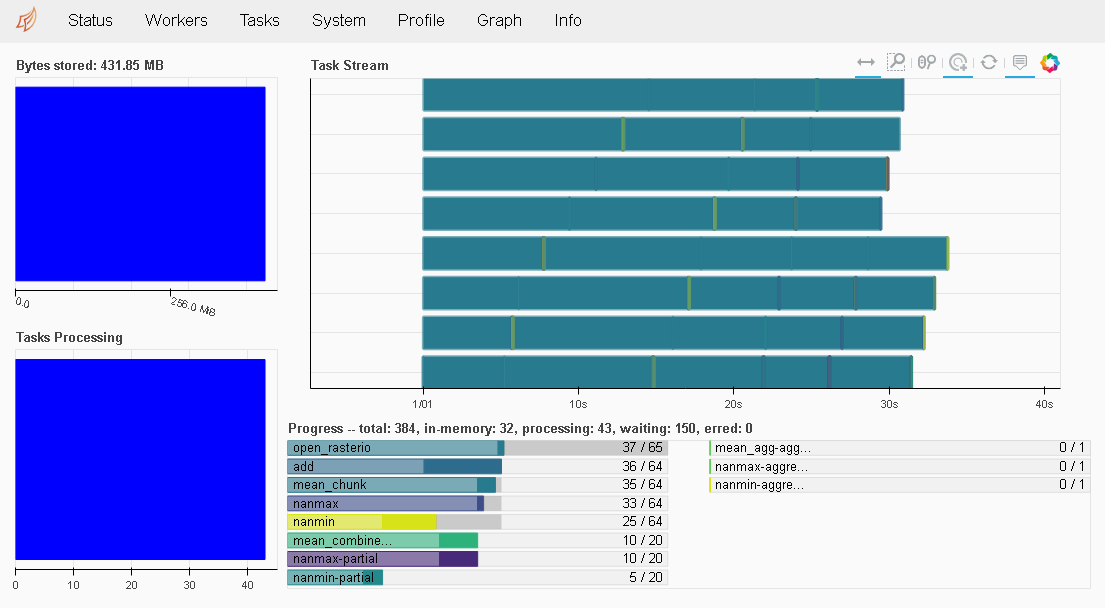 Status Workers Tasks System Profile Graph Info
Bytes stored: 431.85 MB
0.0
256.0 MiB
Tasks Processing
0 10 20 30 40
Task Stream
1/01 10s 20s 30s 40s
Progress -- total: 384, in-memory: 32, processing: 43, waiting: 150, erred: 0
open_rasterio 37 / 65
add 36 / 64
mean_chunk 35 / 64
nanmax 33 / 64
nanmin 25 / 64
mean_combine... 10 / 20
nanmax-partial 10 / 20
nanmin-partial 5 / 20
mean_agg-agg... 0 / 1
nanmax-aggre... 0 / 1
nanmin-aggre... 0 / 1